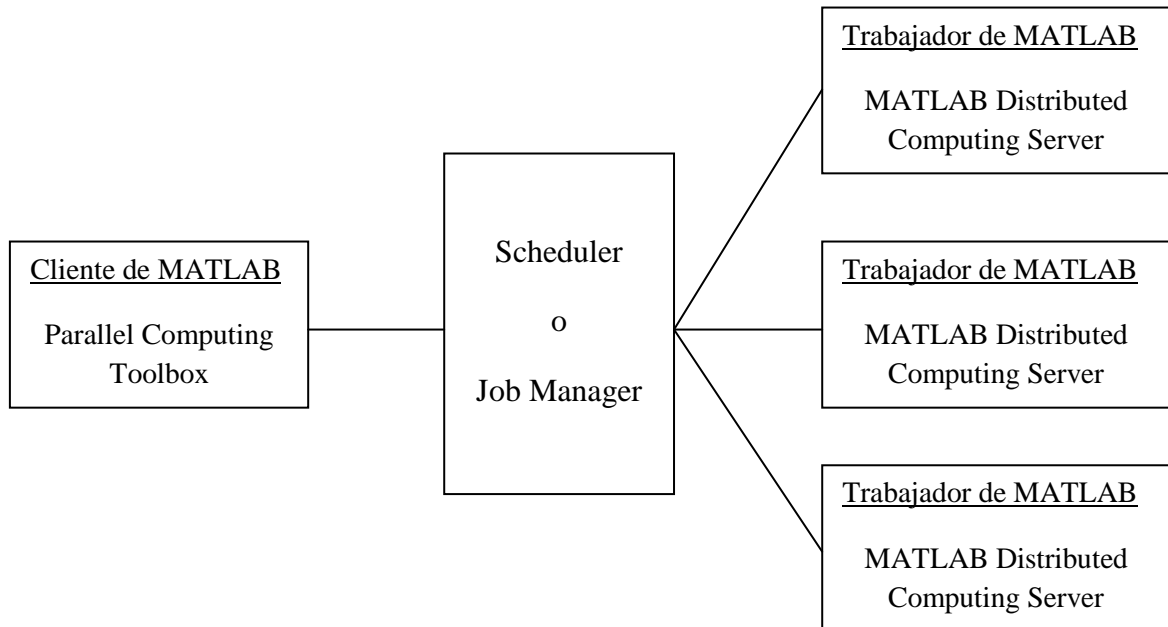 Cliente de MATLAB
Parallel Computing
Toolbox
Scheduler
o
Job Manager
Trabajador de MATLAB
MATLAB Distributed
Computing Server
Trabajador de MATLAB
MATLAB Distributed
Computing Server
Trabajador de MATLAB
MATLAB Distributed
Computing Server